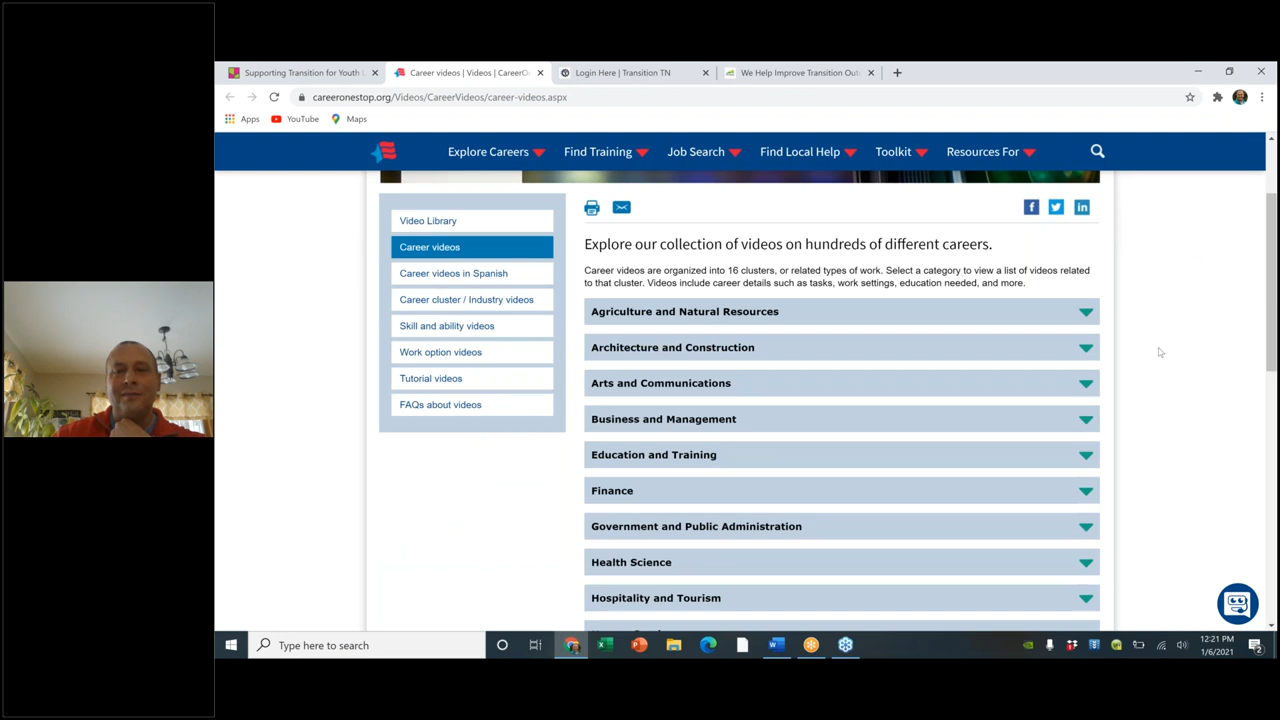 Supporting Transition for Youth
Career videos | Videos | CareerO
Login Here | Transition TN
We Help Improve Transition Out
careeronestop.org/Videos/CareerVideos/career-videos.aspx
Apps
YouTube
Maps
Explore Careers
Find Training
Job Search
Find Local Help
Toolkit
Resources For
Video Library
Career videos
Career videos in Spanish
Career cluster / Industry videos
Skill and ability videos
Work option videos
Tutorial videos
FAQs about videos
Explore our collection of videos on hundreds of different careers.
Career videos are organized into 16 clusters, or related types of work. Select a category to view a list of videos related
to that cluster. Videos include career details such as tasks, work settings, education needed, and more.
Agriculture and Natural Resources
Architecture and Construction
Arts and Communications
Business and Management
Education and Training
Finance
Government and Public Administration
Health Science
Hospitality and Tourism
Type here to search
12:21 PM
1/6/2021
2